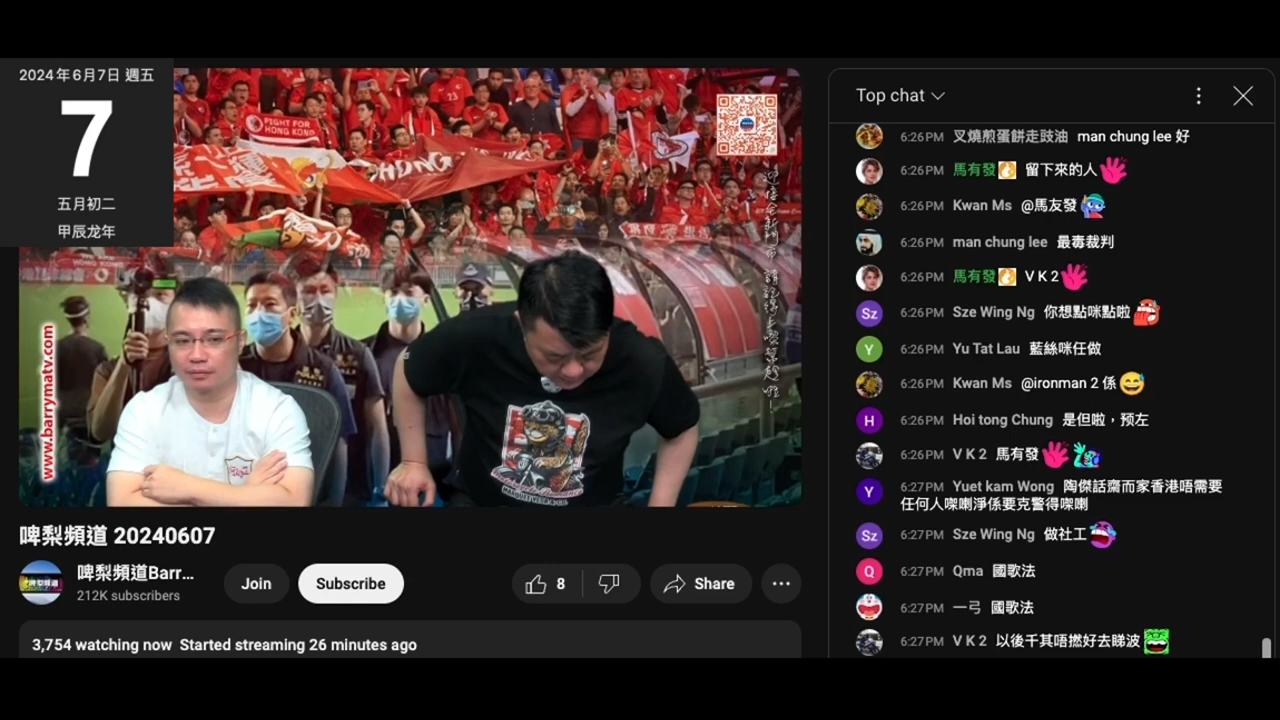 2024年6月7日 週五
7
五月初二
甲辰龙年
FIGHT FOR
HONG KONG
HONG
www.barrymatv.com
POLICE
啤梨頻道 20240607
啤梨頻道Barr...
212K subscribers
Join
Subscribe
8
Share
3,754 watching now Started streaming 26 minutes ago
Top chat
6:26PM 叉燒煎蛋餅走豉油 man chung lee 好
6:26PM 馬有發 留下來的人
6:26PM Kwan Ms @馬友發
6:26PM man chung lee 最毒裁判
6:26PM 馬有發 V K 2
Sz 6:26PM Sze Wing Ng 你想點咪點啦
Y 6:26PM Yu Tat Lau 藍絲咪任做
6:26PM Kwan Ms @ironman 2 係
H 6:26PM Hoi tong Chung 是但啦，预左
6:26PM V K 2 馬有發
Y 6:27PM Yuet kam Wong 陶傑話齋而家香港唔需要
任何人㗎喇淨係要克警得㗎喇
Sz 6:27PM Sze Wing Ng 做社工
Q 6:27PM Qma 國歌法
6:27PM 一弓 國歌法
6:27PM V K 2 以後千其唔撚好去睇波